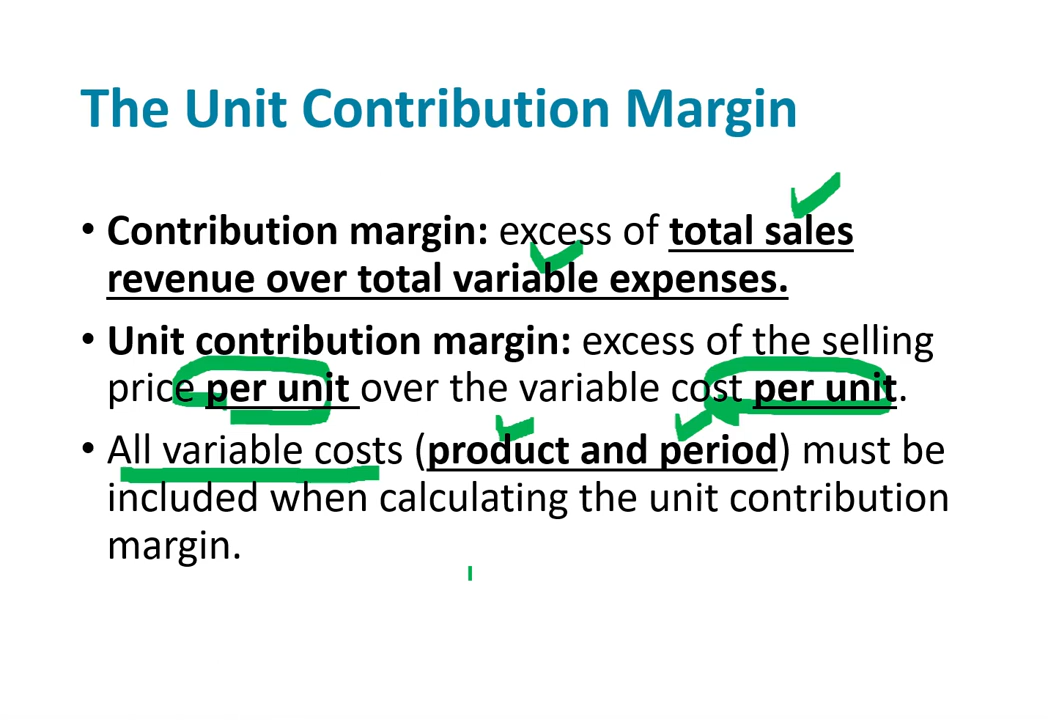 The Unit Contribution Margin
• Contribution margin: excess of total sales
revenue over total variable expenses.
• Unit contribution margin: excess of the selling
price per unit over the variable cost per unit.
• All variable costs (product and period) must be
included when calculating the unit contribution
margin.